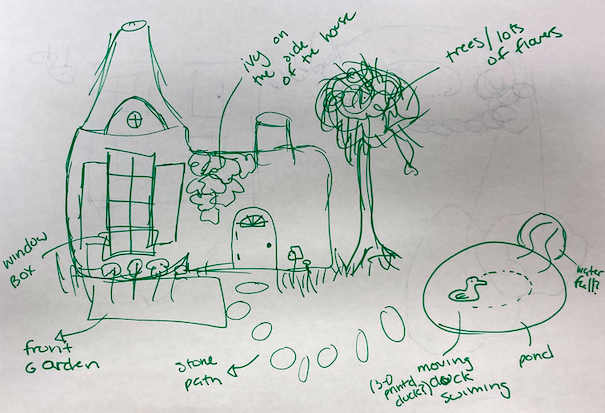 ivy on
the side
of the house
trees/lots
of flowers
window
box
front
Garden
stone
path
(3-D
printed
duck?)
moving
duck
swiming
pond
water
fall?